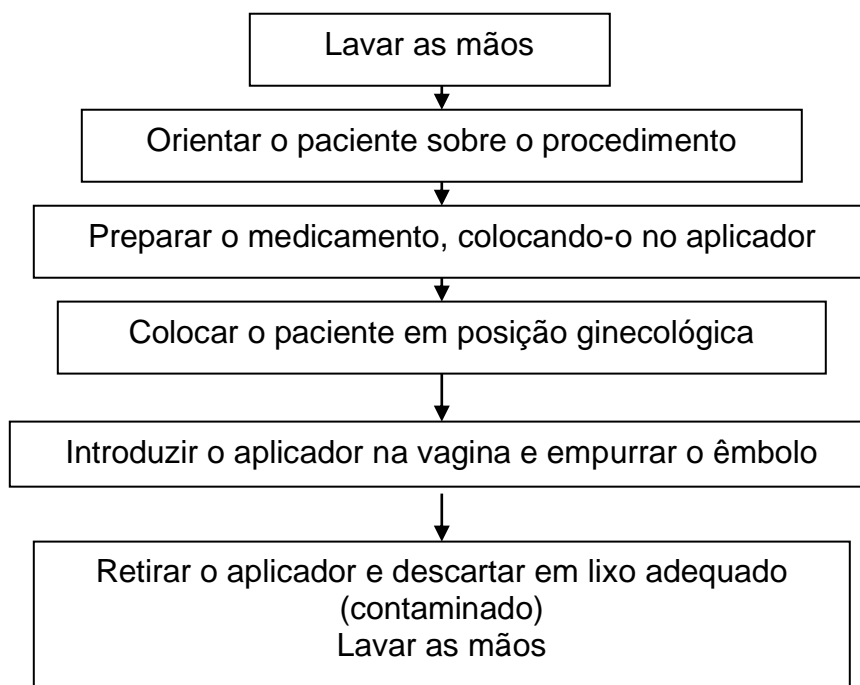 Lavar as mãos
Orientar o paciente sobre o procedimento
Preparar o medicamento, colocando-o no aplicador
Colocar o paciente em posição ginecológica
Introduzir o aplicador na vagina e empurrar o êmbolo
Retirar o aplicador e descartar em lixo adequado
(contaminado)
Lavar as mãos